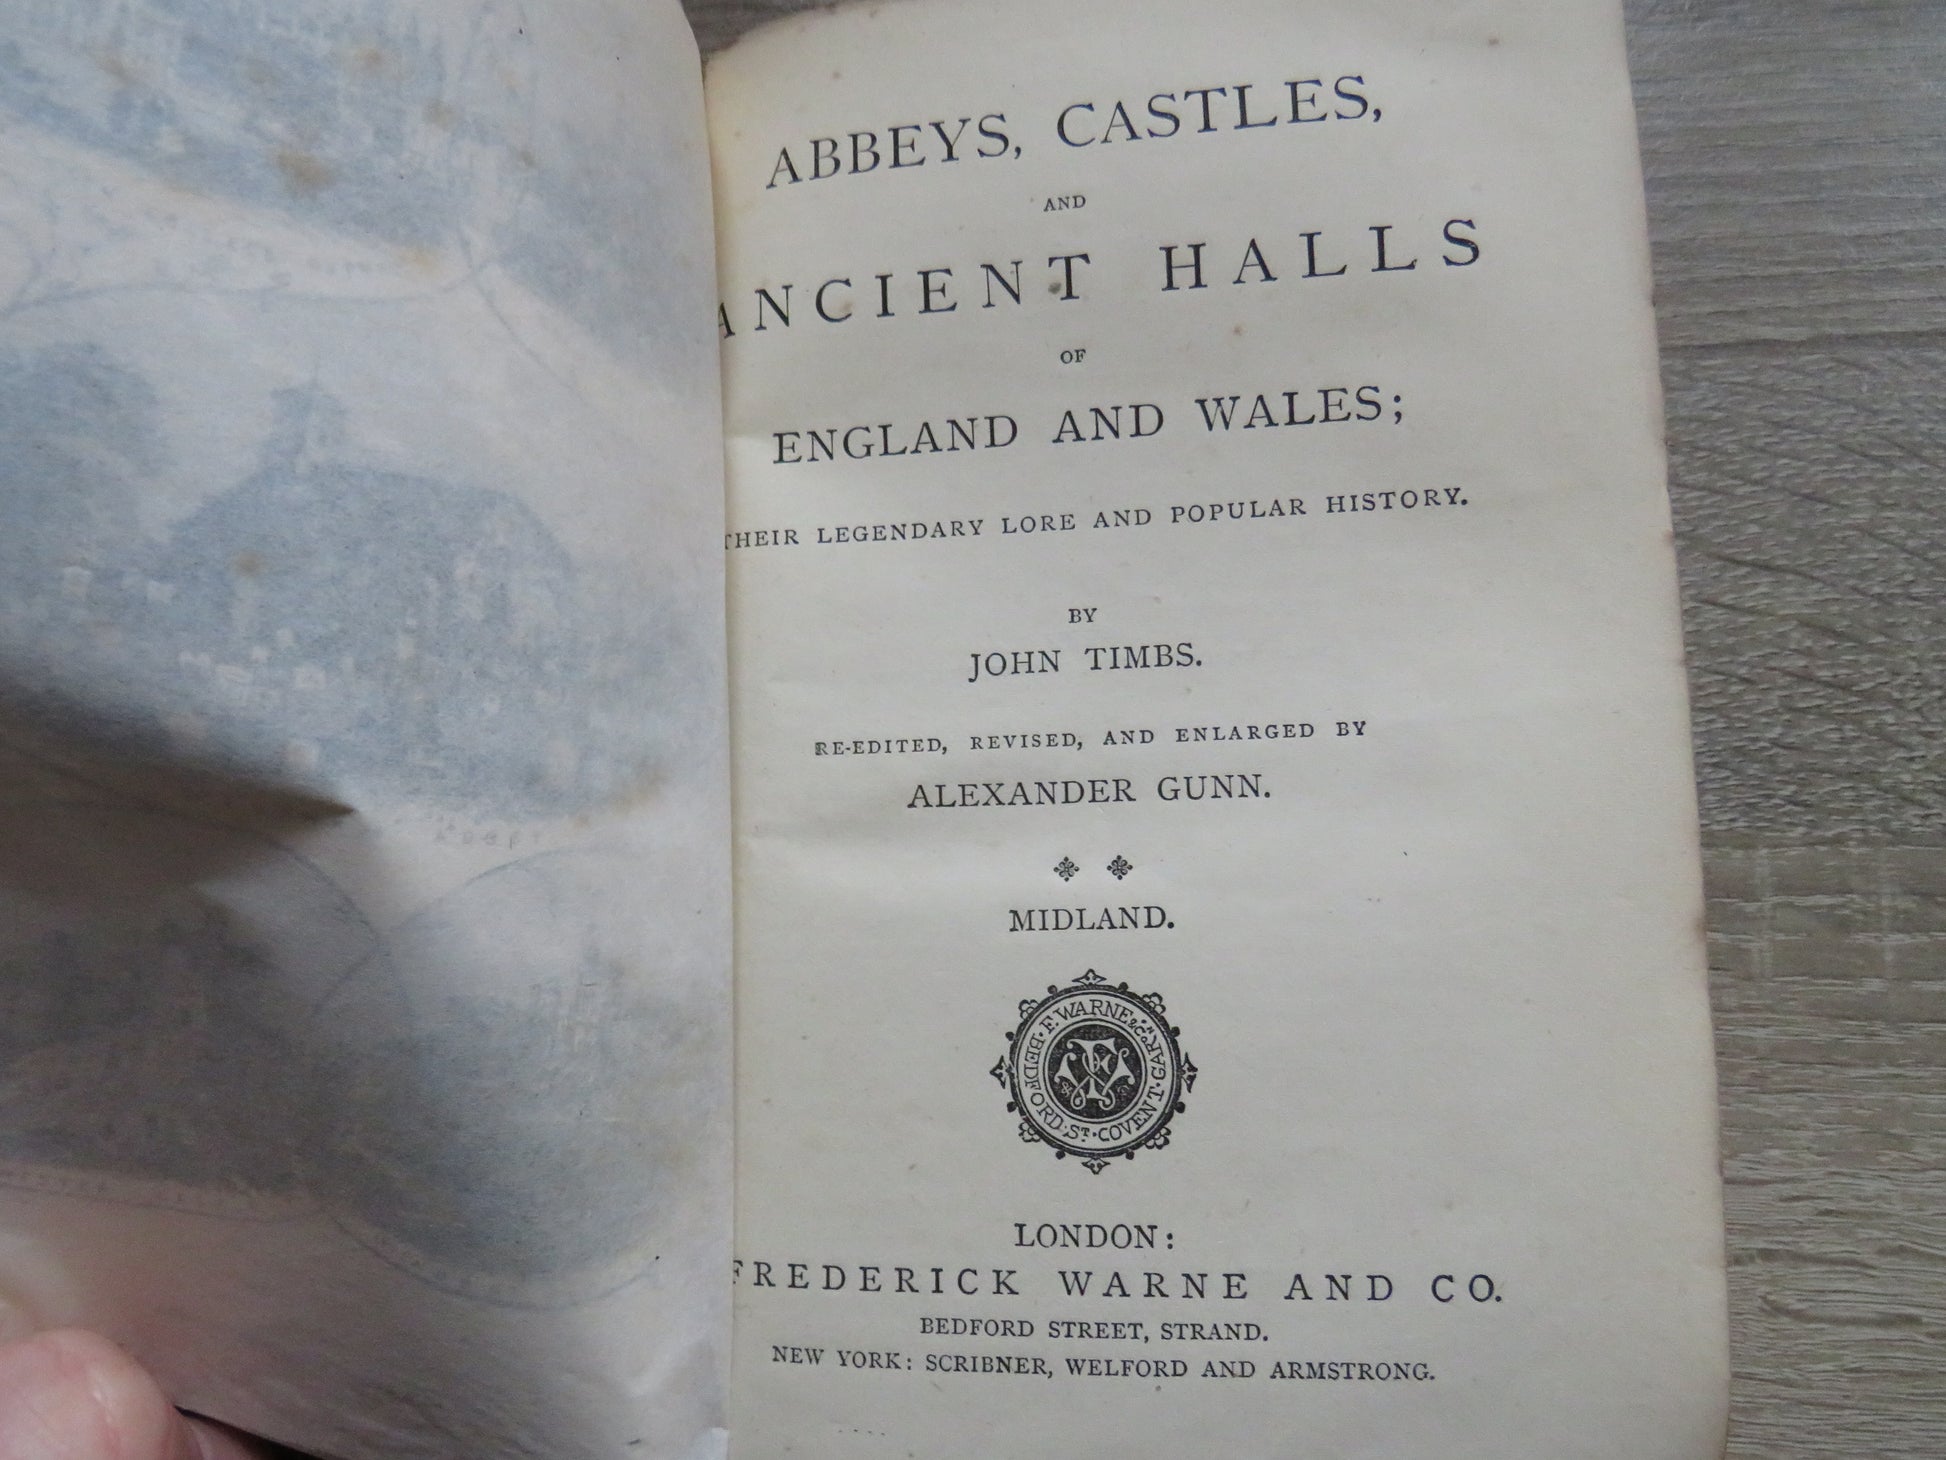 ABBEYS, CASTLES,
AND
ANCIENT HALLS
OF
ENGLAND AND WALES;
THEIR LEGENDARY LORE AND POPULAR HISTORY.
BY
JOHN TIMBS.
RE-EDITED, REVISED, AND ENLARGED BY
ALEXANDER GUNN.
MIDLAND.
F. WARNE & Co.
BEDFORD ST. COVENT GARN.
LONDON:
FREDERICK WARNE AND CO.
BEDFORD STREET, STRAND.
NEW YORK: SCRIBNER, WELFORD AND ARMSTRONG.